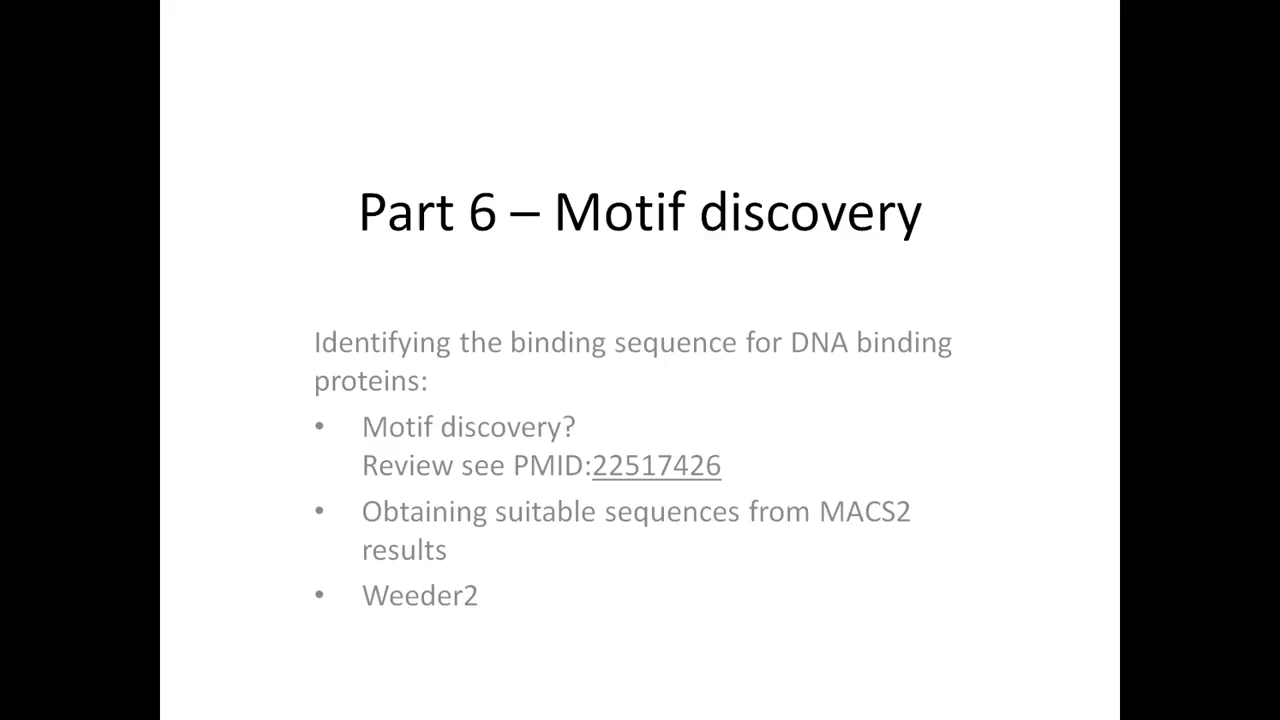 Part 6 – Motif discovery
Identifying the binding sequence for DNA binding
proteins:
• Motif discovery?
Review see PMID:22517426
• Obtaining suitable sequences from MACS2
results
• Weeder2